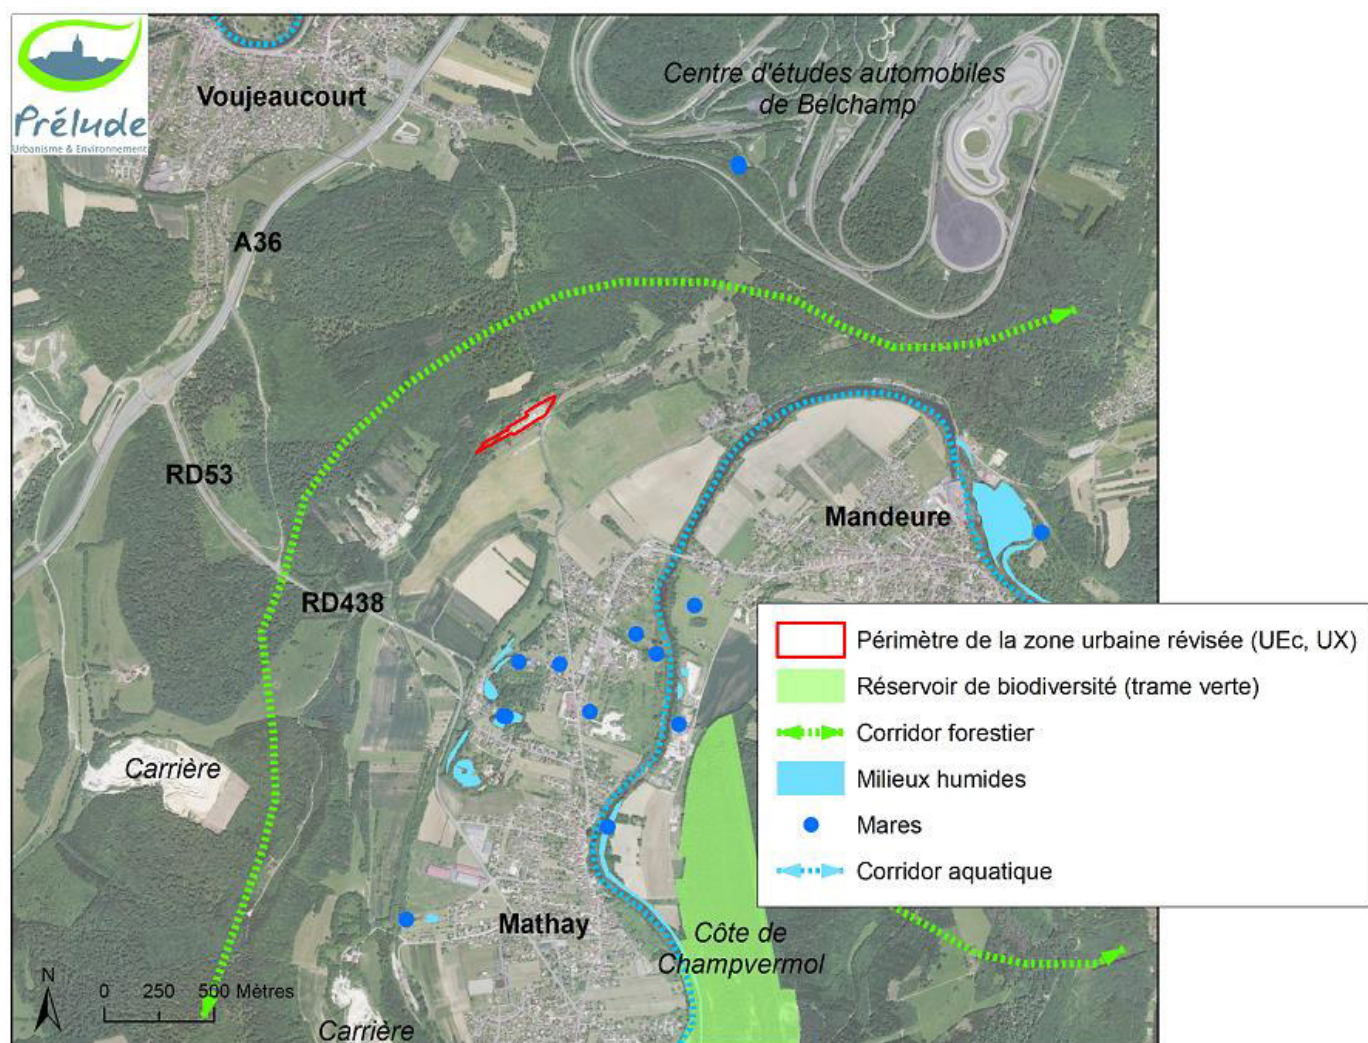 Prélude
Urbanisme & Environnement
Voujeaucourt
Centre d'études automobiles
de Belchamp
A36
RD53
Mandeure
RD438
Périmètre de la zone urbaine révisée (UEc, UX)
Réservoir de biodiversité (trame verte)
Corridor forestier
Milieux humides
Mares
Corridor aquatique
Carrière
Mathay
Côte de
Champvermol
N
0 250 500 Mètres
Carrière